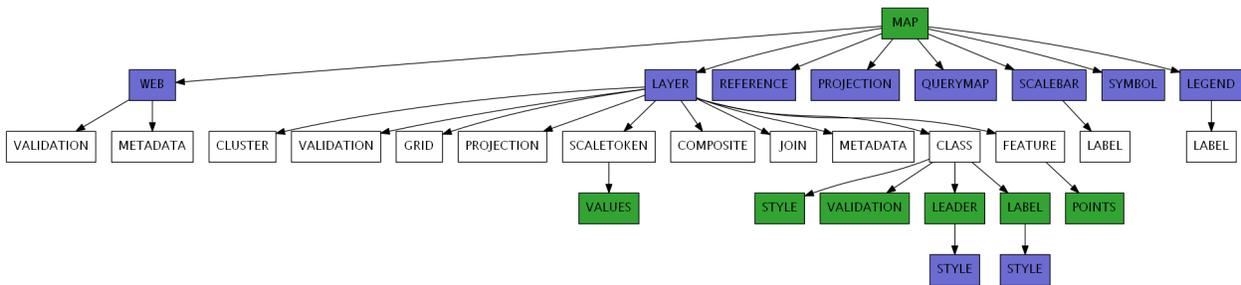 MAP
WEB
LAYER
REFERENCE
PROJECTION
QUERYMAP
SCALEBAR
SYMBOL
LEGEND
VALIDATION
METADATA
CLUSTER
VALIDATION
GRID
PROJECTION
SCALETOKEN
COMPOSITE
JOIN
METADATA
CLASS
FEATURE
LABEL
LABEL
VALUES
STYLE
VALIDATION
LEADER
LABEL
POINTS
STYLE
STYLE